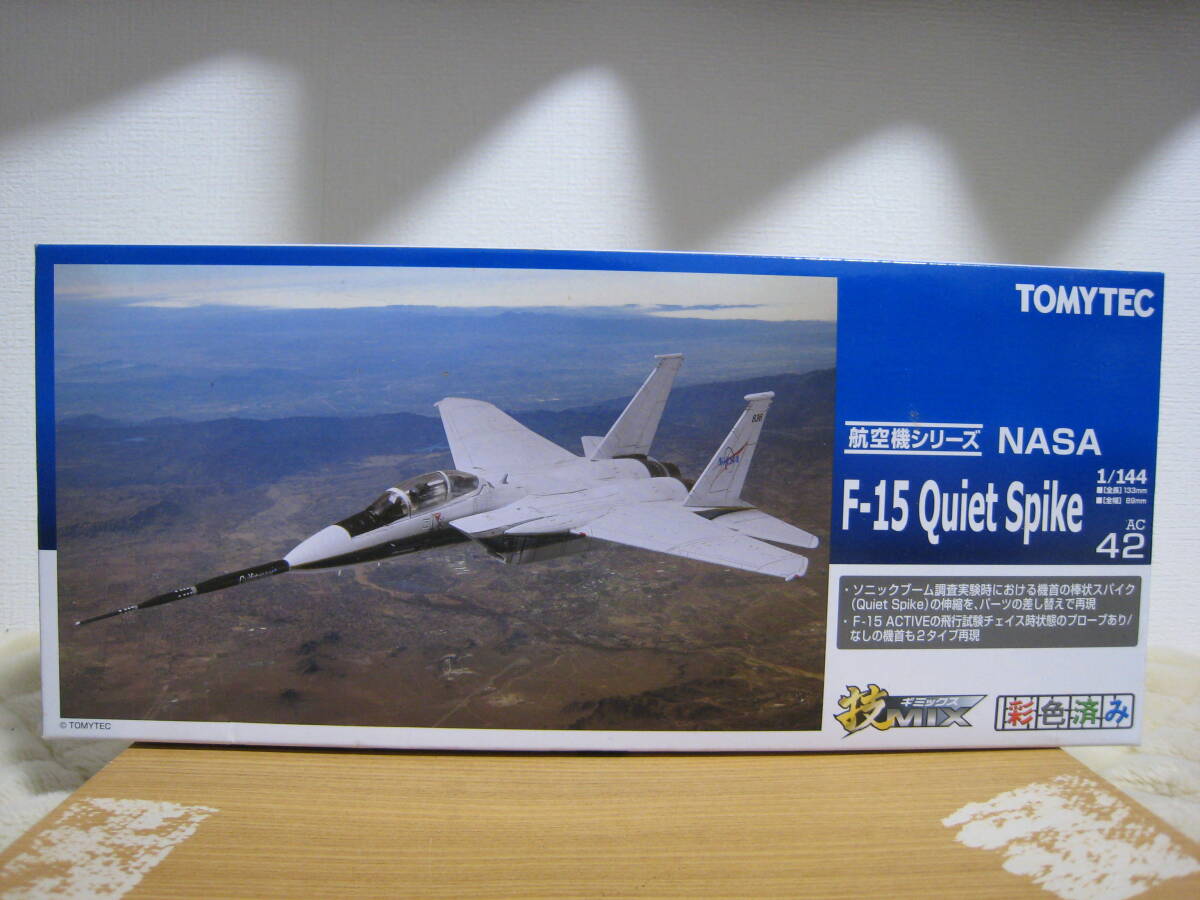 TOMYTEC
航空機シリーズ NASA
F-15 Quiet Spike
1/144
■[全長]133mm
■[全幅] 89mm
AC
42
・ソニックブーム調査実験時における機首の棒状スパイク
(Quiet Spike)の伸縮を、パーツの差し替えで再現
・F-15 ACTIVEの飛行試験チェイス時状態のプローブあり/
なしの機首も2タイプ再現
ギミックス
技MIX
彩色済み
836
NASA
© TOMYTEC